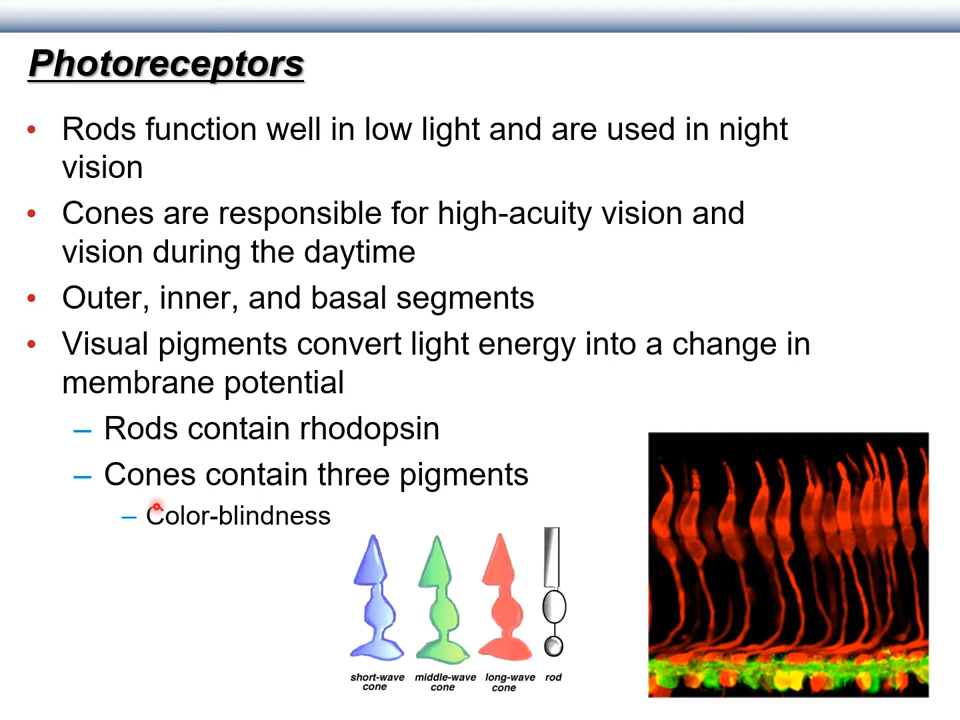 Photoreceptors
• Rods function well in low light and are used in night
vision
• Cones are responsible for high-acuity vision and
vision during the daytime
• Outer, inner, and basal segments
• Visual pigments convert light energy into a change in
membrane potential
– Rods contain rhodopsin
– Cones contain three pigments
– Color-blindness
short-wave cone
middle-wave cone
long-wave cone
rod